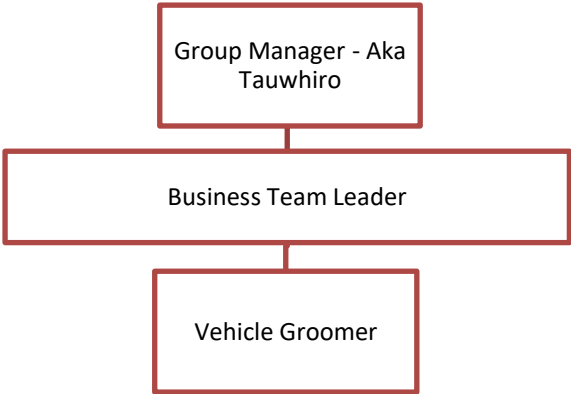 Group Manager - Aka
Tauwhiro
Business Team Leader
Vehicle Groomer